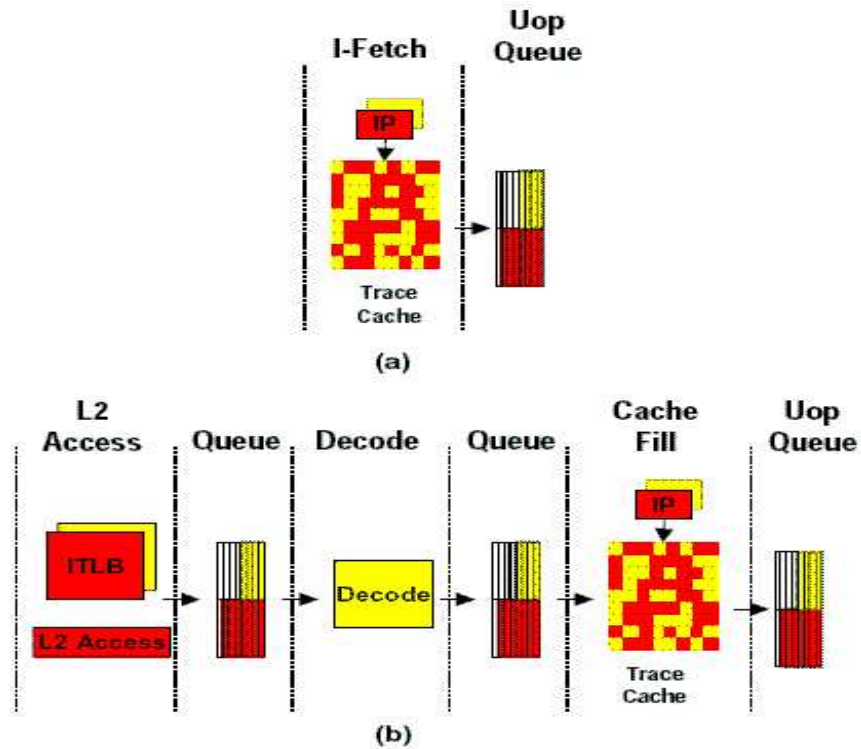 I-Fetch
Uop
Queue
IP
Trace
Cache
(a)
L2
Access
Queue
Decode
Queue
Cache
Fill
Uop
Queue
IP
ITLB
Decode
L2 Access
Trace
Cache
(b)